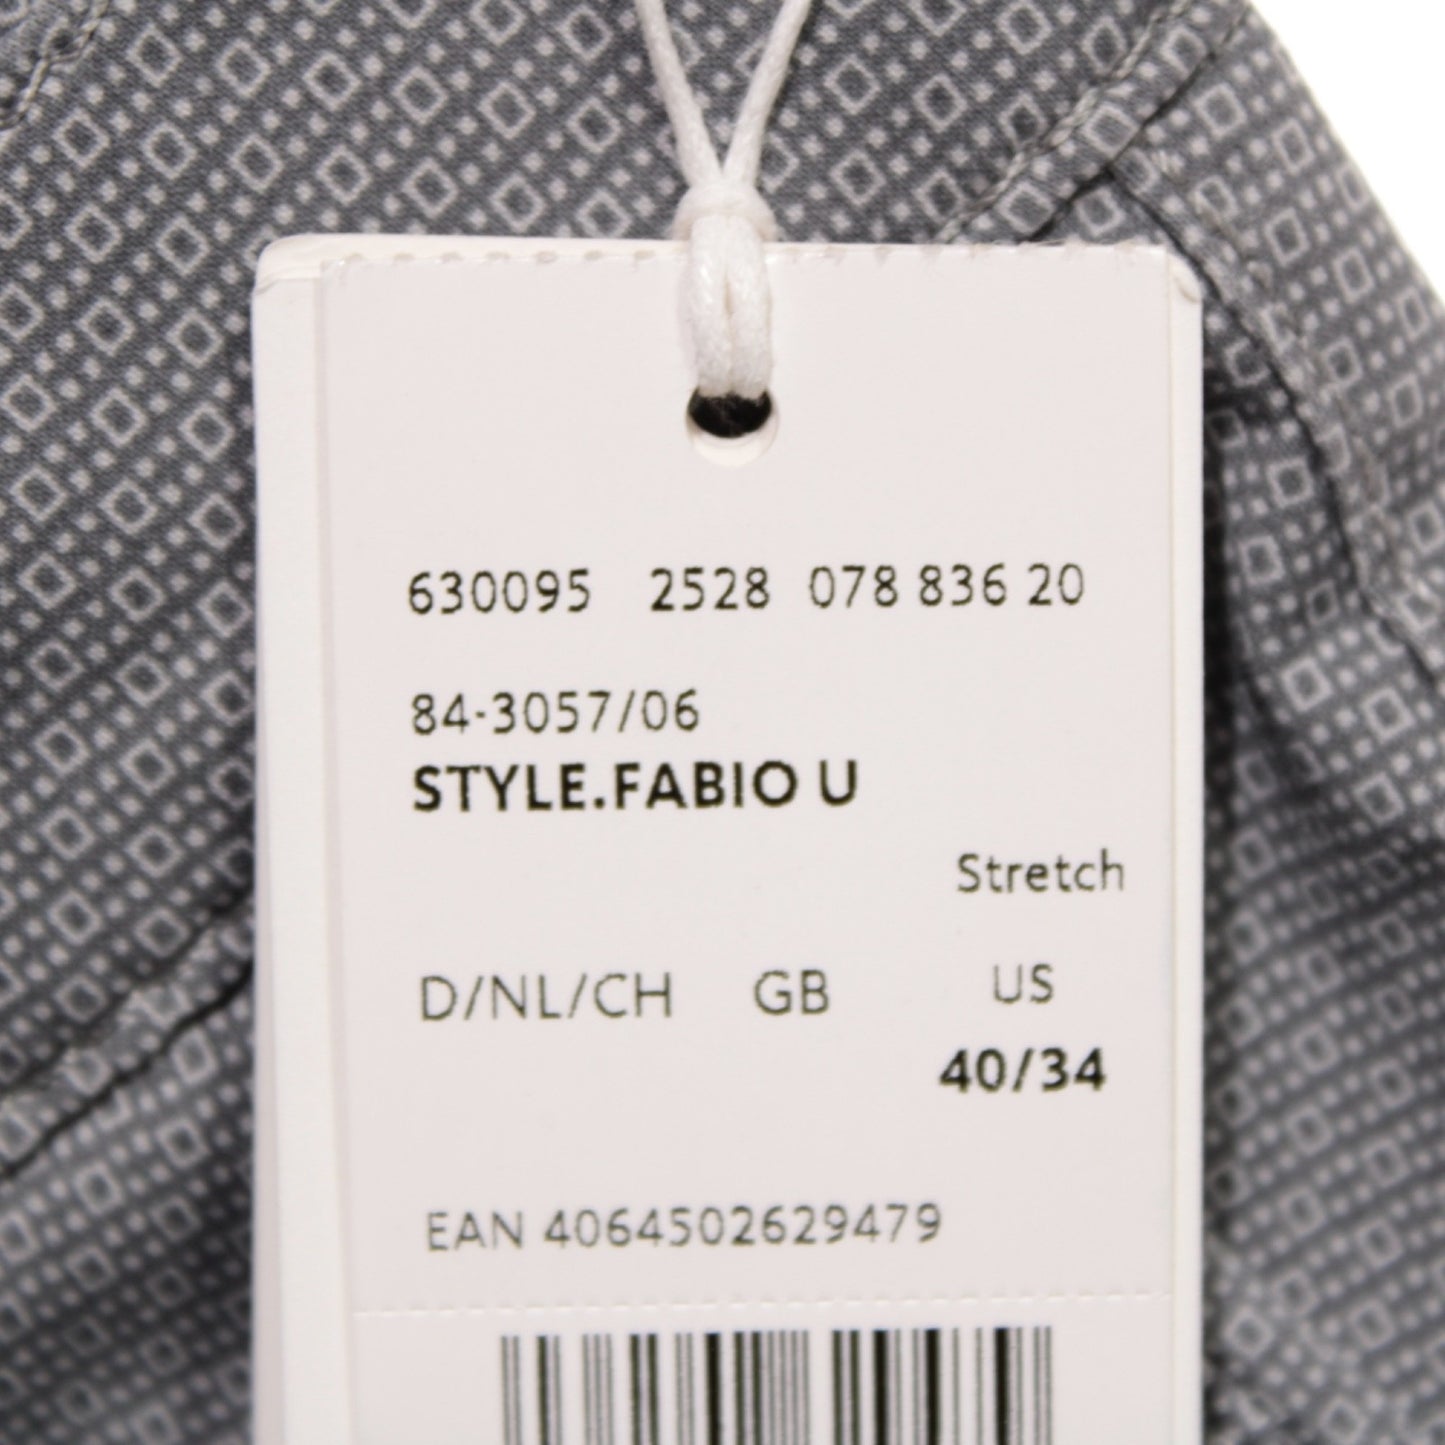 630095 2528 078 836 20
84-3057/06
STYLE.FABIO U
Stretch
D/NL/CH GB US
40/34
EAN 4064502629479